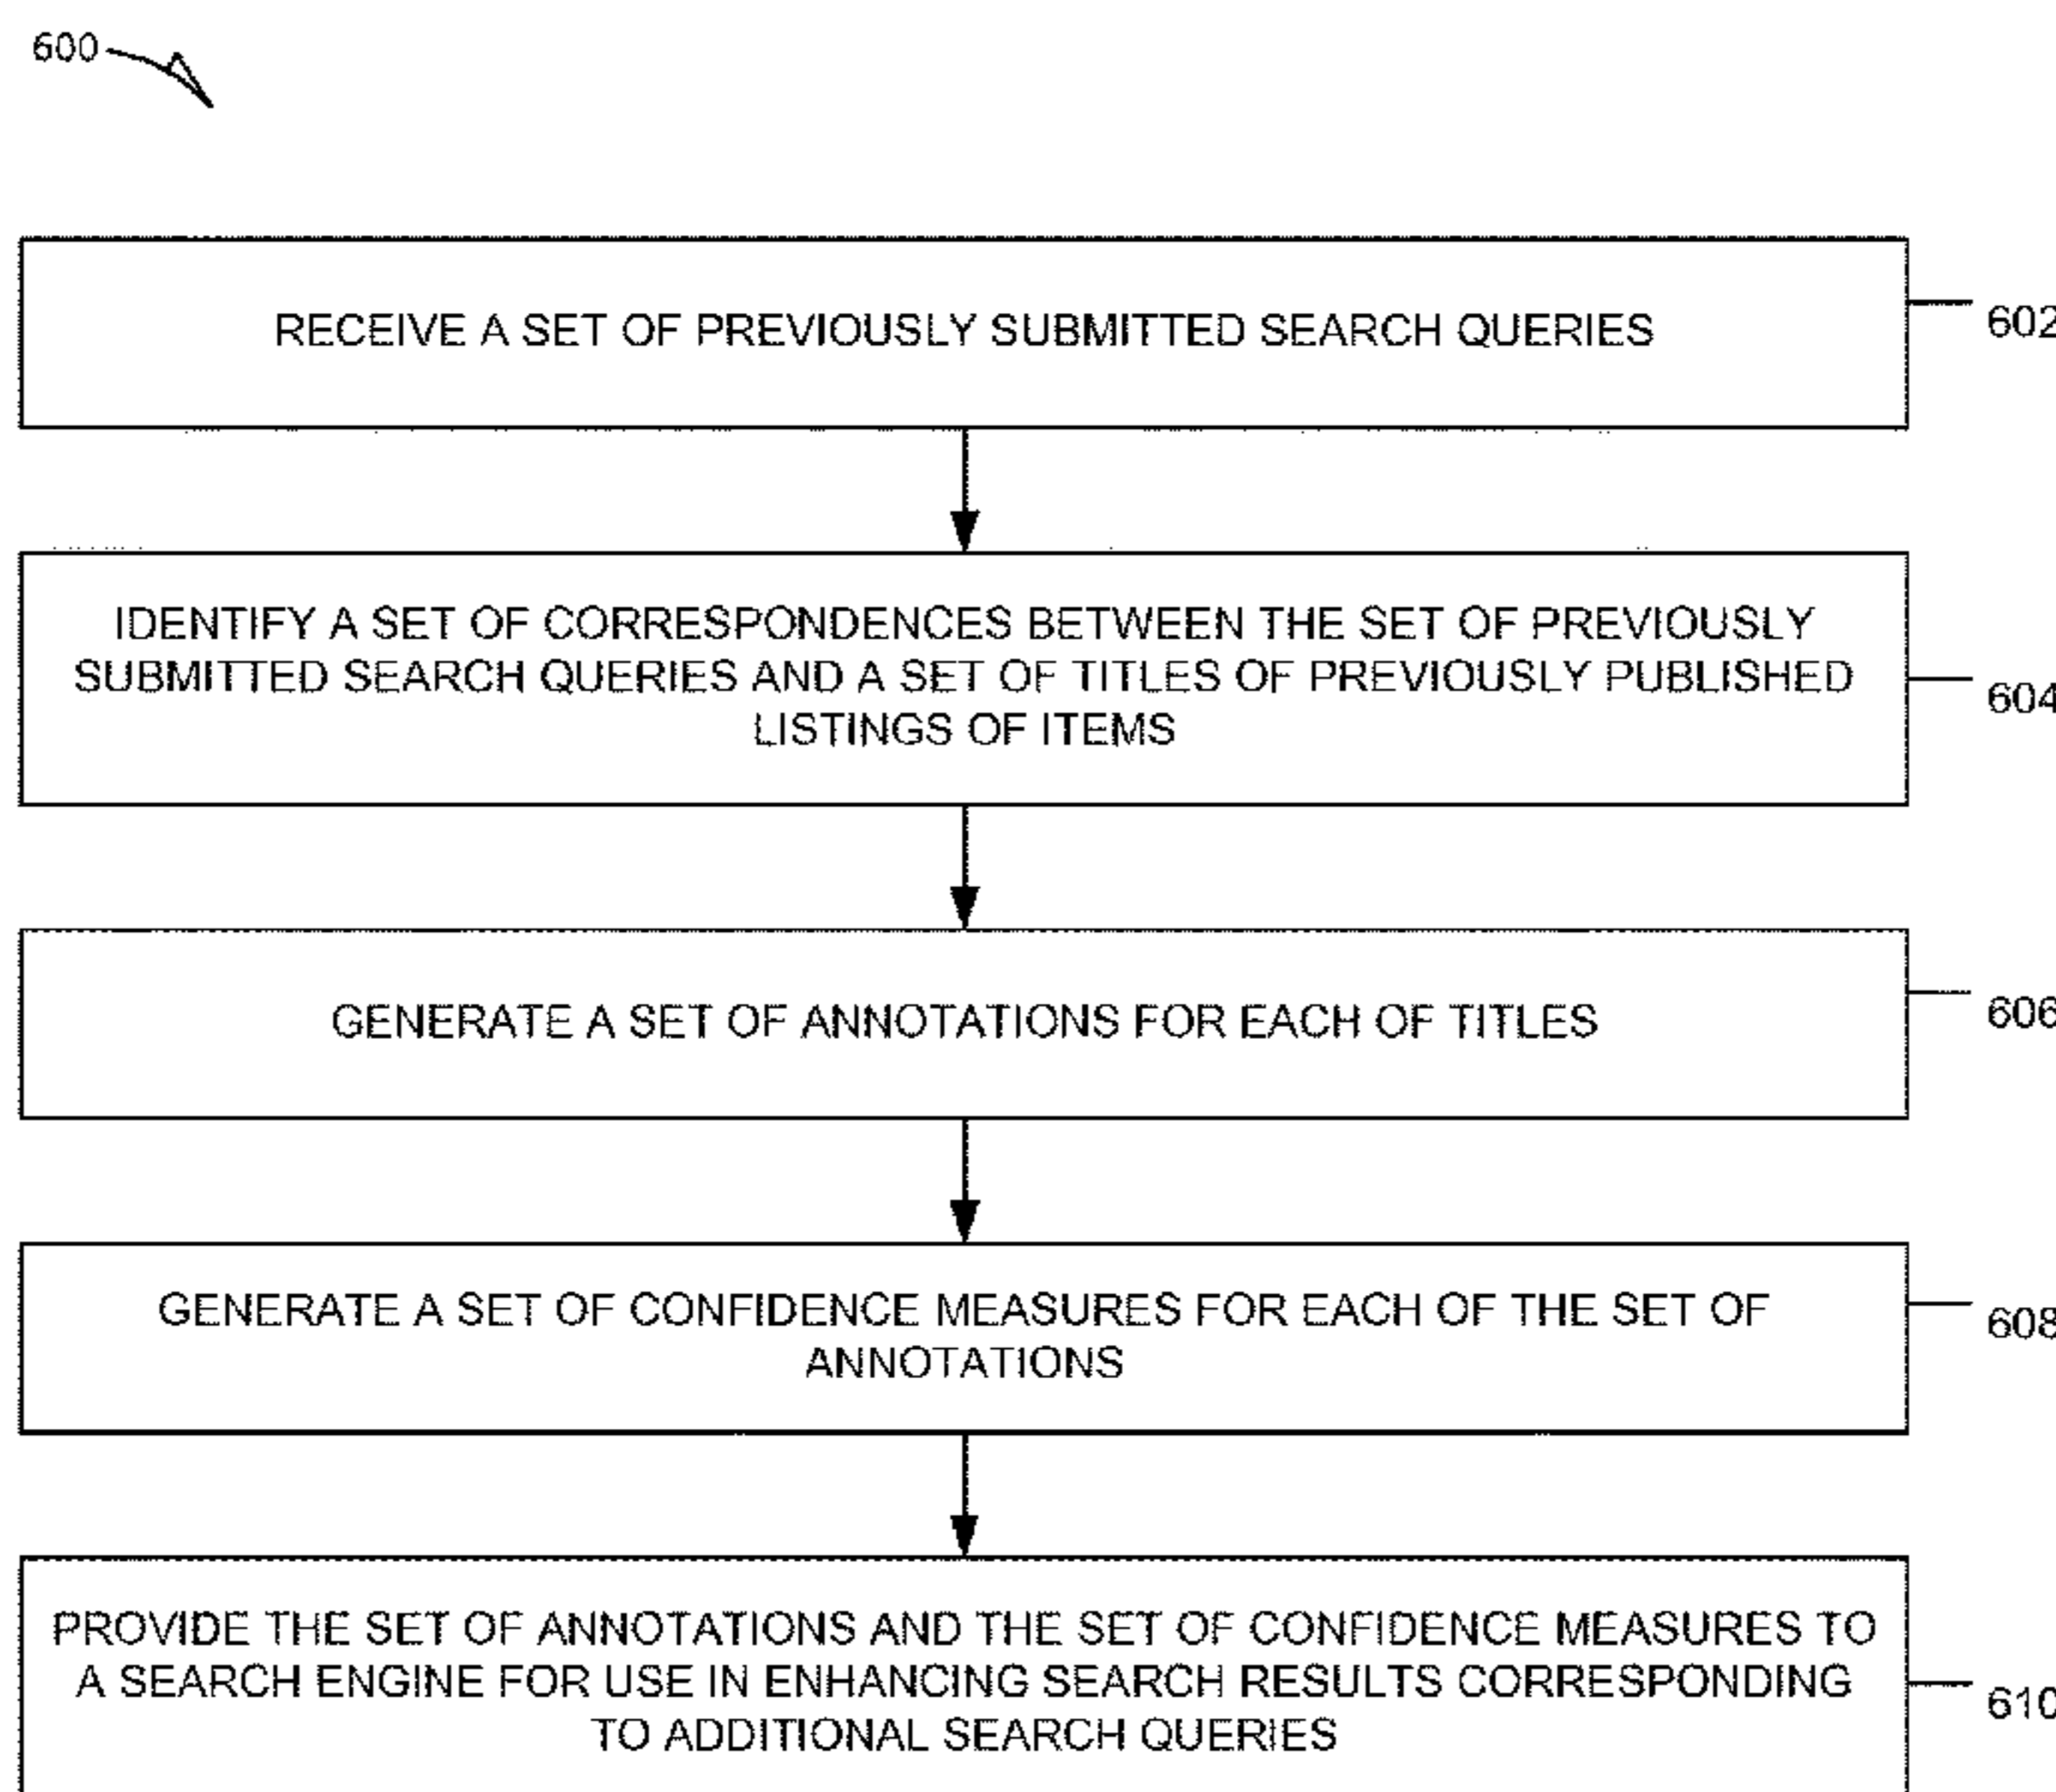 600
RECEIVE A SET OF PREVIOUSLY SUBMITTED SEARCH QUERIES
602
IDENTIFY A SET OF CORRESPONDENCES BETWEEN THE SET OF PREVIOUSLY
SUBMITTED SEARCH QUERIES AND A SET OF TITLES OF PREVIOUSLY PUBLISHED
LISTINGS OF ITEMS
604
GENERATE A SET OF ANNOTATIONS FOR EACH OF TITLES
606
GENERATE A SET OF CONFIDENCE MEASURES FOR EACH OF THE SET OF
ANNOTATIONS
608
PROVIDE THE SET OF ANNOTATIONS AND THE SET OF CONFIDENCE MEASURES TO
A SEARCH ENGINE FOR USE IN ENHANCING SEARCH RESULTS CORRESPONDING
TO ADDITIONAL SEARCH QUERIES
610